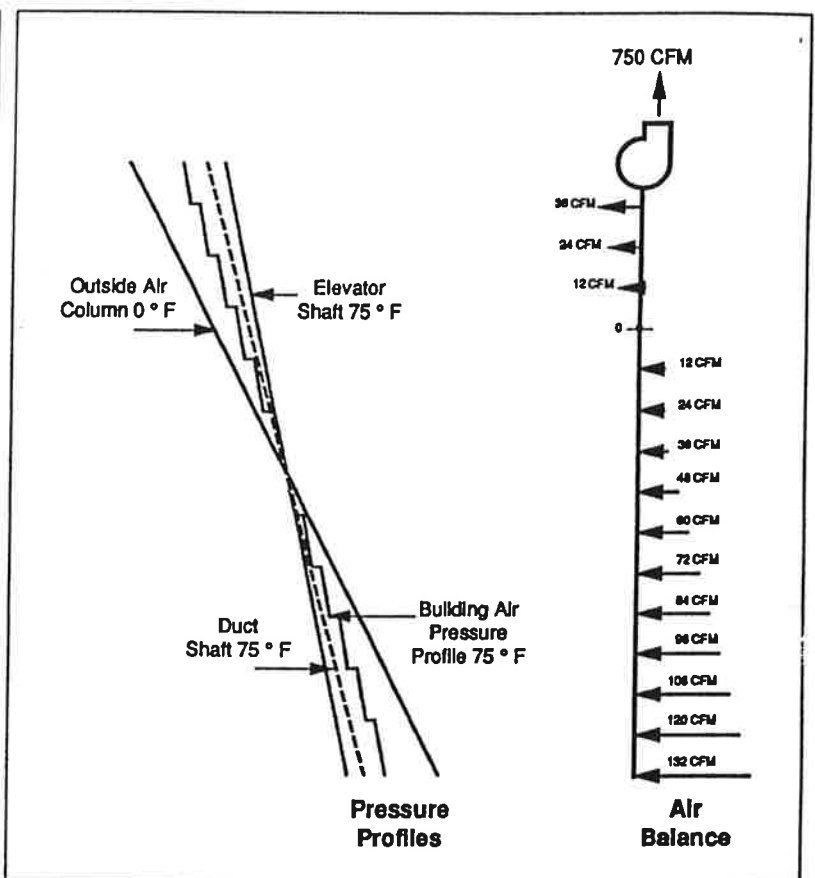 750 CFM
36 CFM
24 CFM
12 CFM
0
12 CFM
24 CFM
36 CFM
48 CFM
60 CFM
72 CFM
84 CFM
96 CFM
108 CFM
120 CFM
132 CFM
Outside Air
Column 0 ° F
Elevator
Shaft 75 ° F
Duct
Shaft 75 ° F
Building Air
Pressure
Profile 75 ° F
Pressure
Profiles
Air
Balance